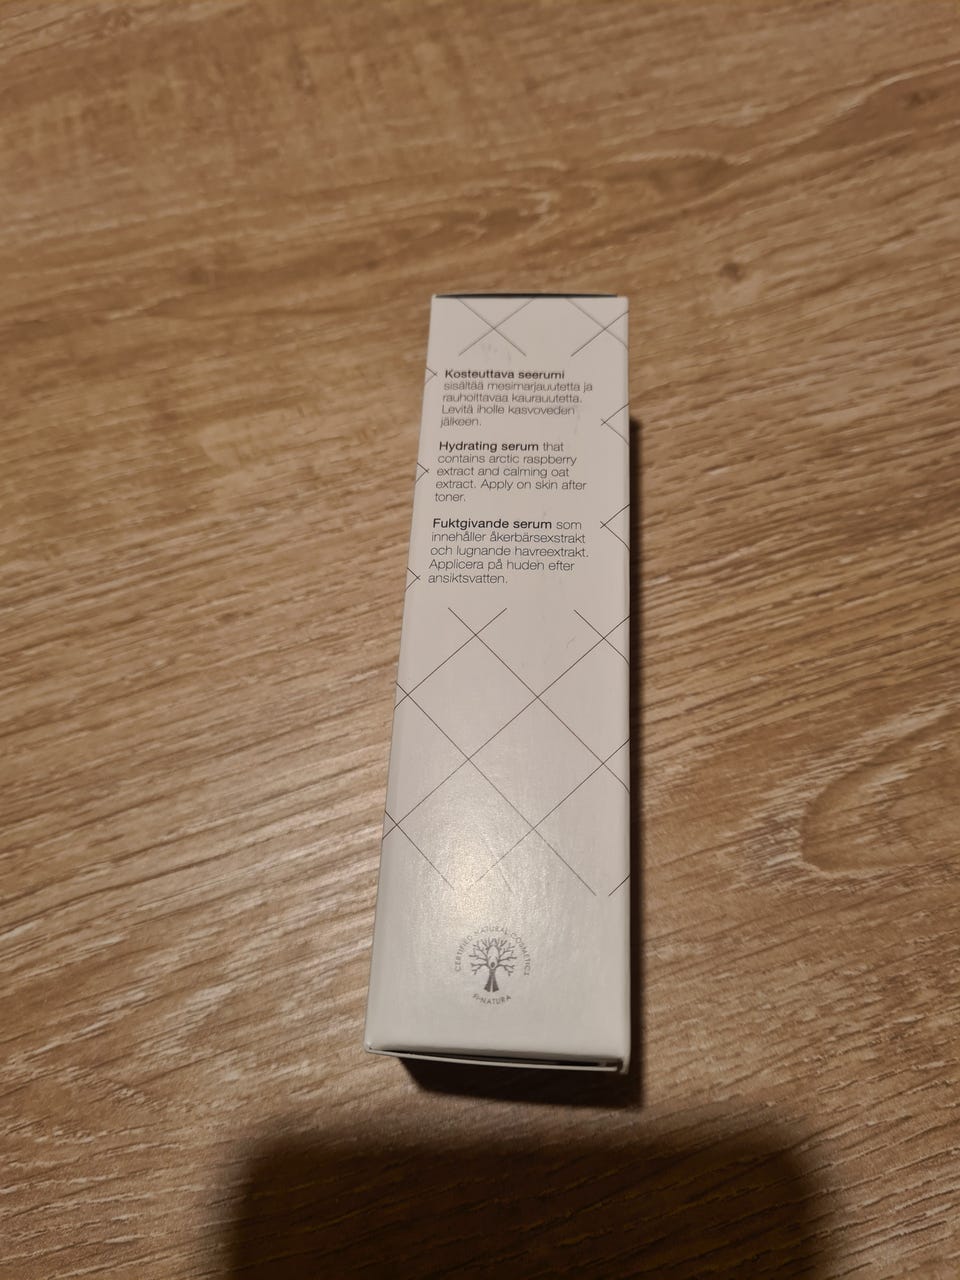 Kosteuttava seerumi
sisältää mesimarjauutetta ja
rauhoittavaa kaurauutetta.
Levitä iholle kasvoveden
jälkeen.
Hydrating serum that
contains arctic raspberry
extract and calming oat
extract. Apply on skin after
toner.
Fuktgivande serum som
innehåller åkerbärsexstrakt
och lugnande havreextrakt.
Applicera på huden efter
ansiktsvatten.
CERTIFIED NATURAL COSMETICS
FI-NATURA